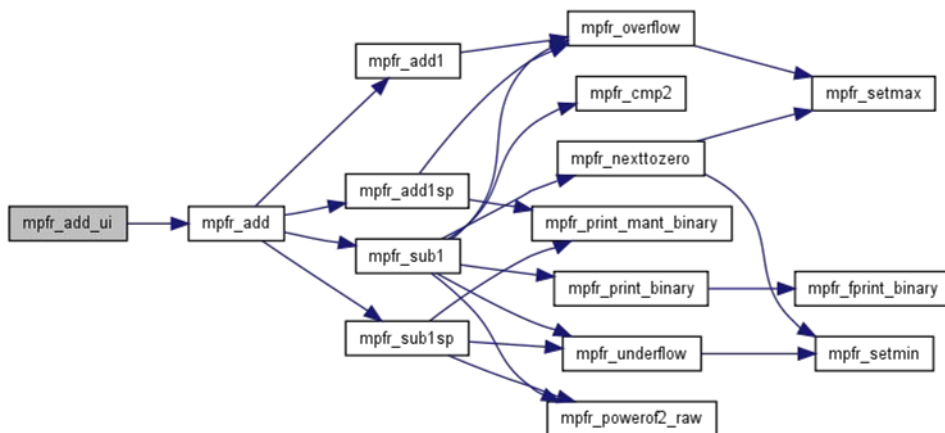 mpfr_overflow
mpfr_add1
mpfr_cmp2
mpfr_setmax
mpfr_nexttozero
mpfr_add1sp
mpfr_add_ui
mpfr_add
mpfr_print_mant_binary
mpfr_sub1
mpfr_print_binary
mpfr_fprint_binary
mpfr_sub1sp
mpfr_underflow
mpfr_setmin
mpfr_powerof2_raw